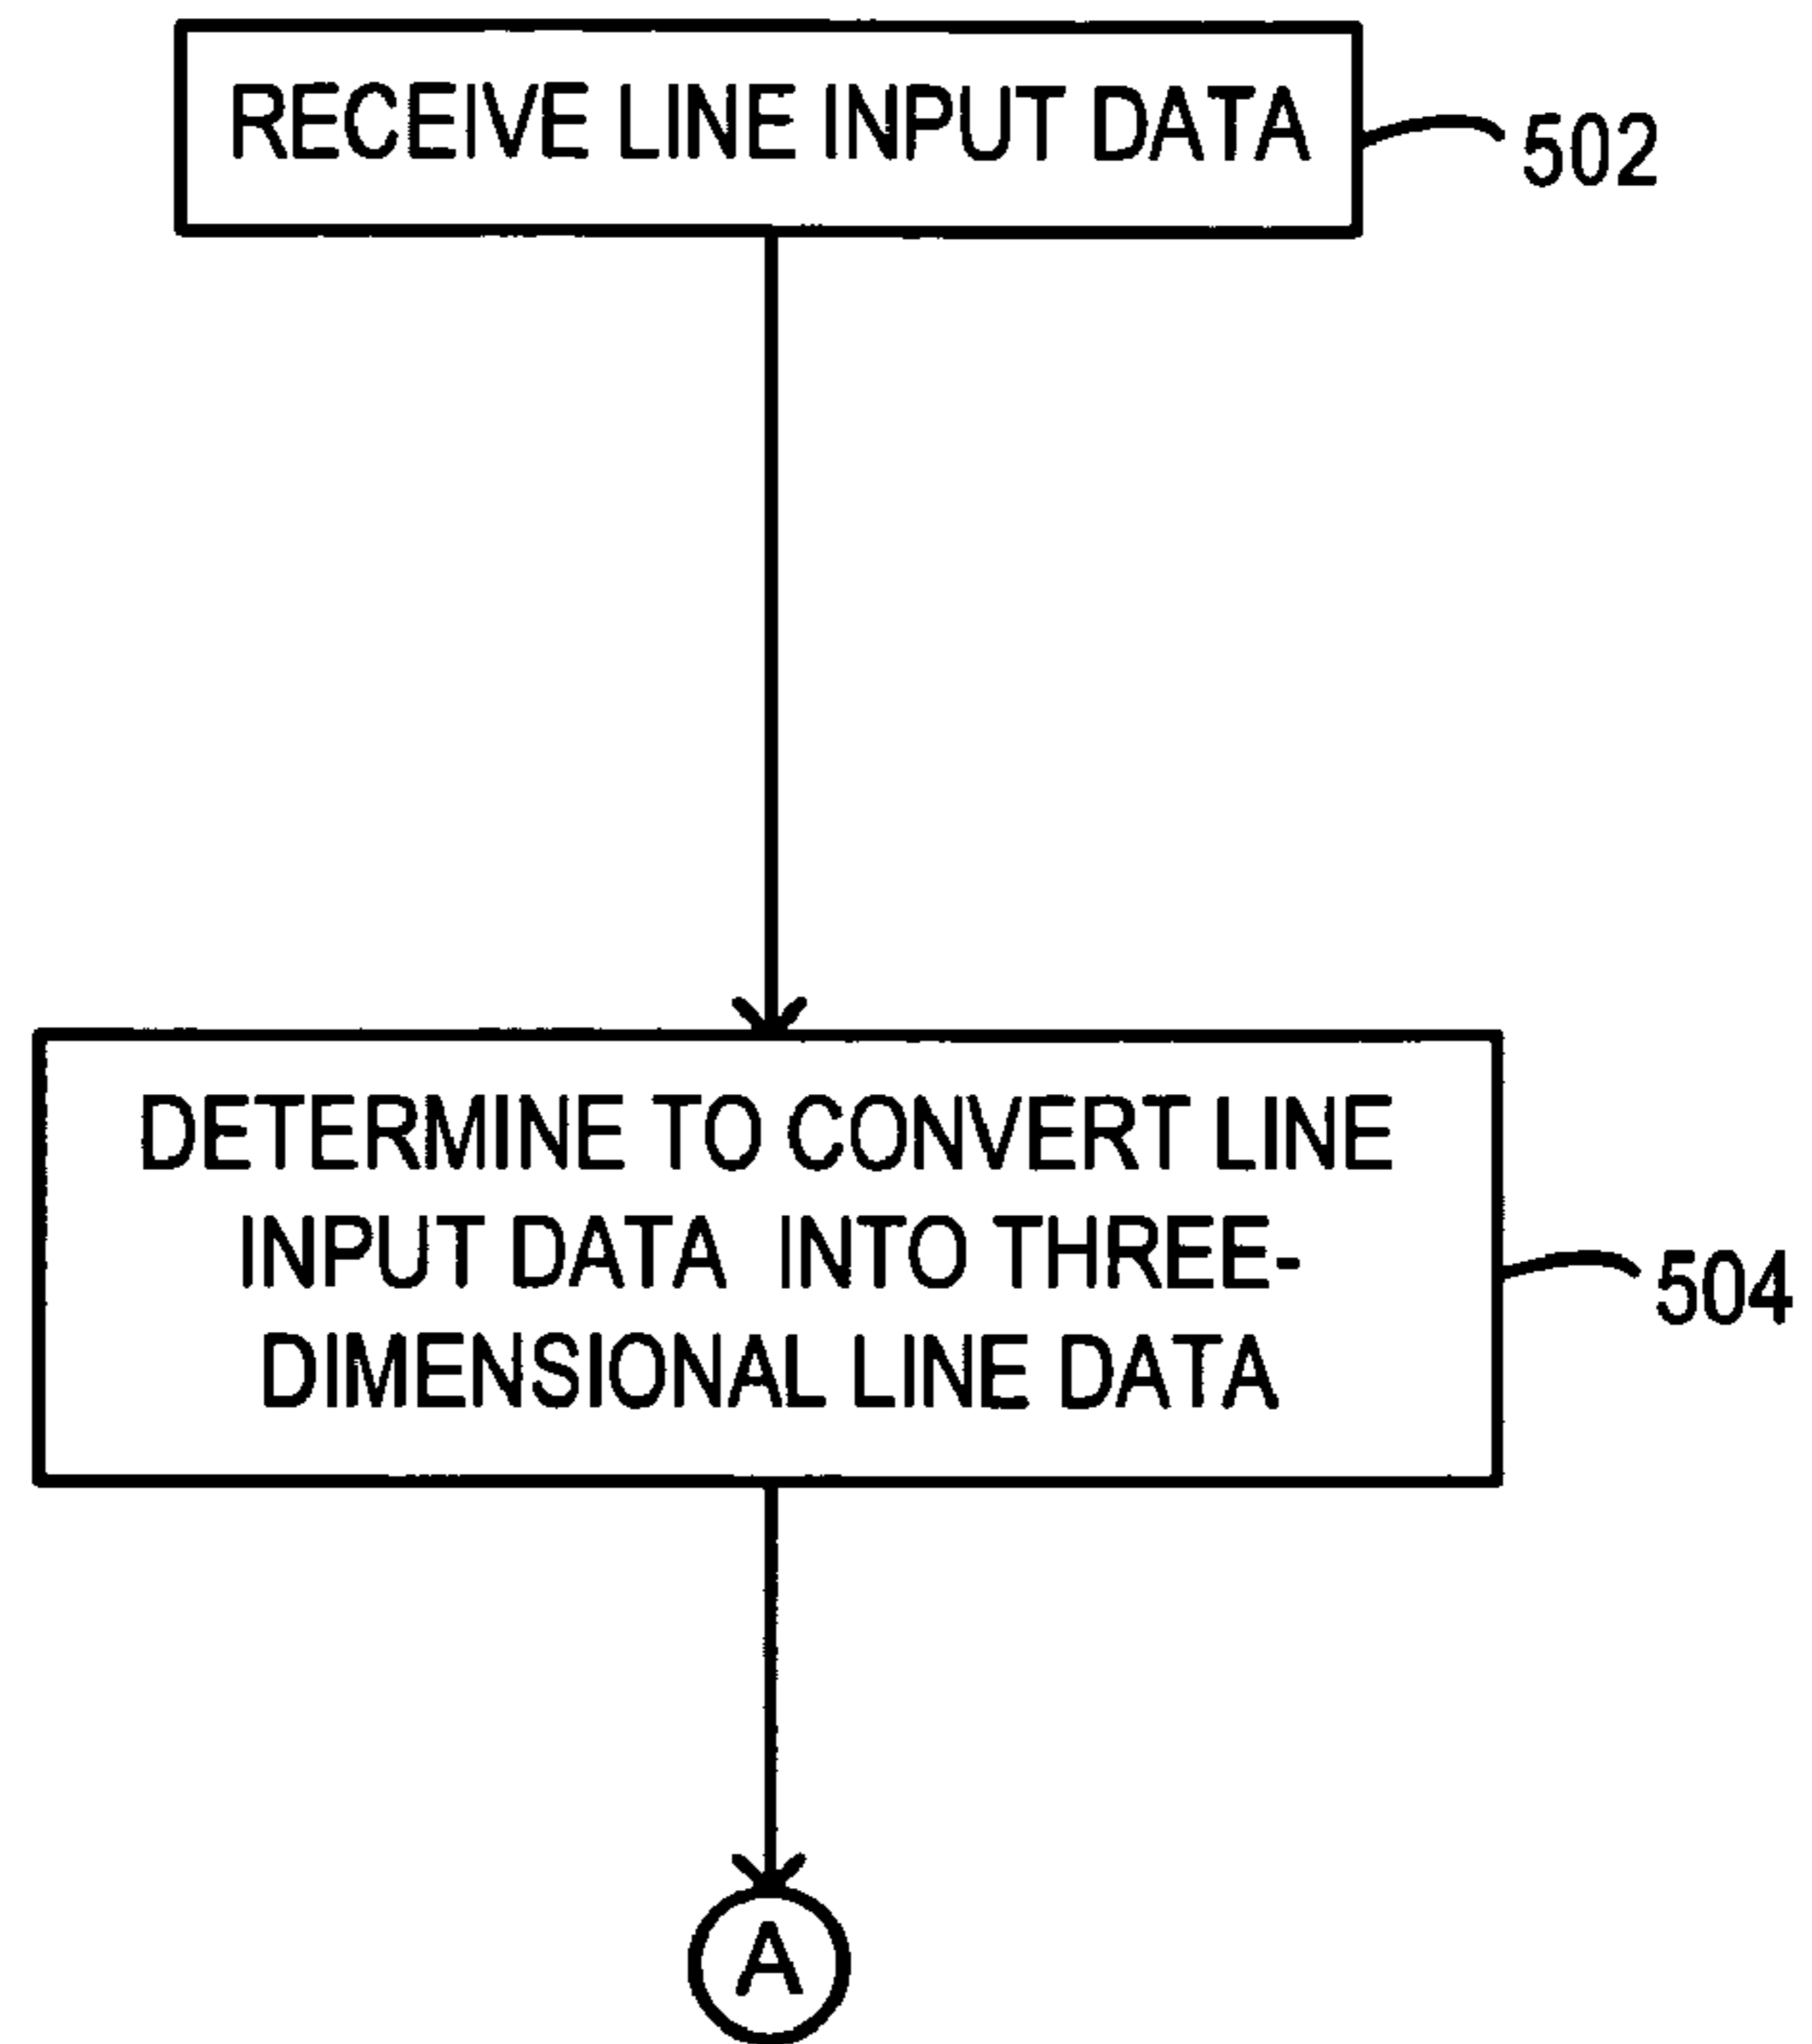 RECEIVE LINE INPUT DATA
502
DETERMINE TO CONVERT LINE
INPUT DATA INTO THREE-
DIMENSIONAL LINE DATA
504
A